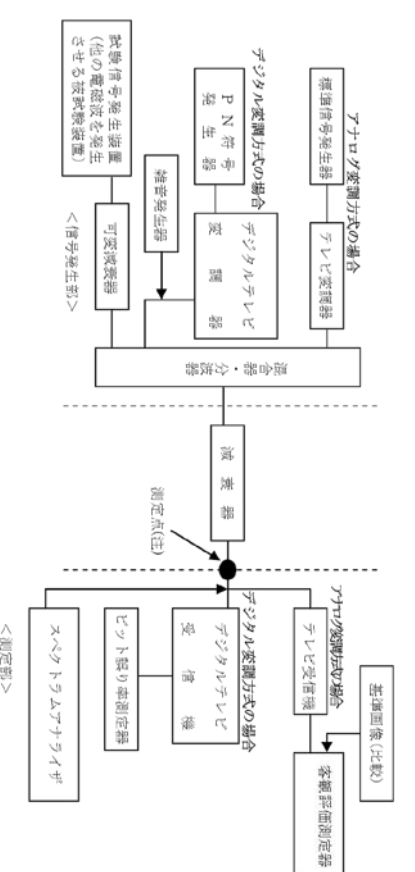 アナログ変調方式の場合
標準信号発生器
テレビ変調器
デジタル変調方式の場合
PN符号
発生器
デジタルテレビ
変調器
雑音発生器
試験信号発生装置
(他の電磁波を発生
させる被試験装置)
可変減衰器
<信号発生部>
混合器・分波器
減衰器
測定点(注)
基準画像(比較)
アナログ変調方式の場合
テレビ受信機
客観評価測定器
デジタル変調方式の場合
デジタルテレビ
受信機
ビット誤り率測定器
スペクトラムアナライザ
<測定部>